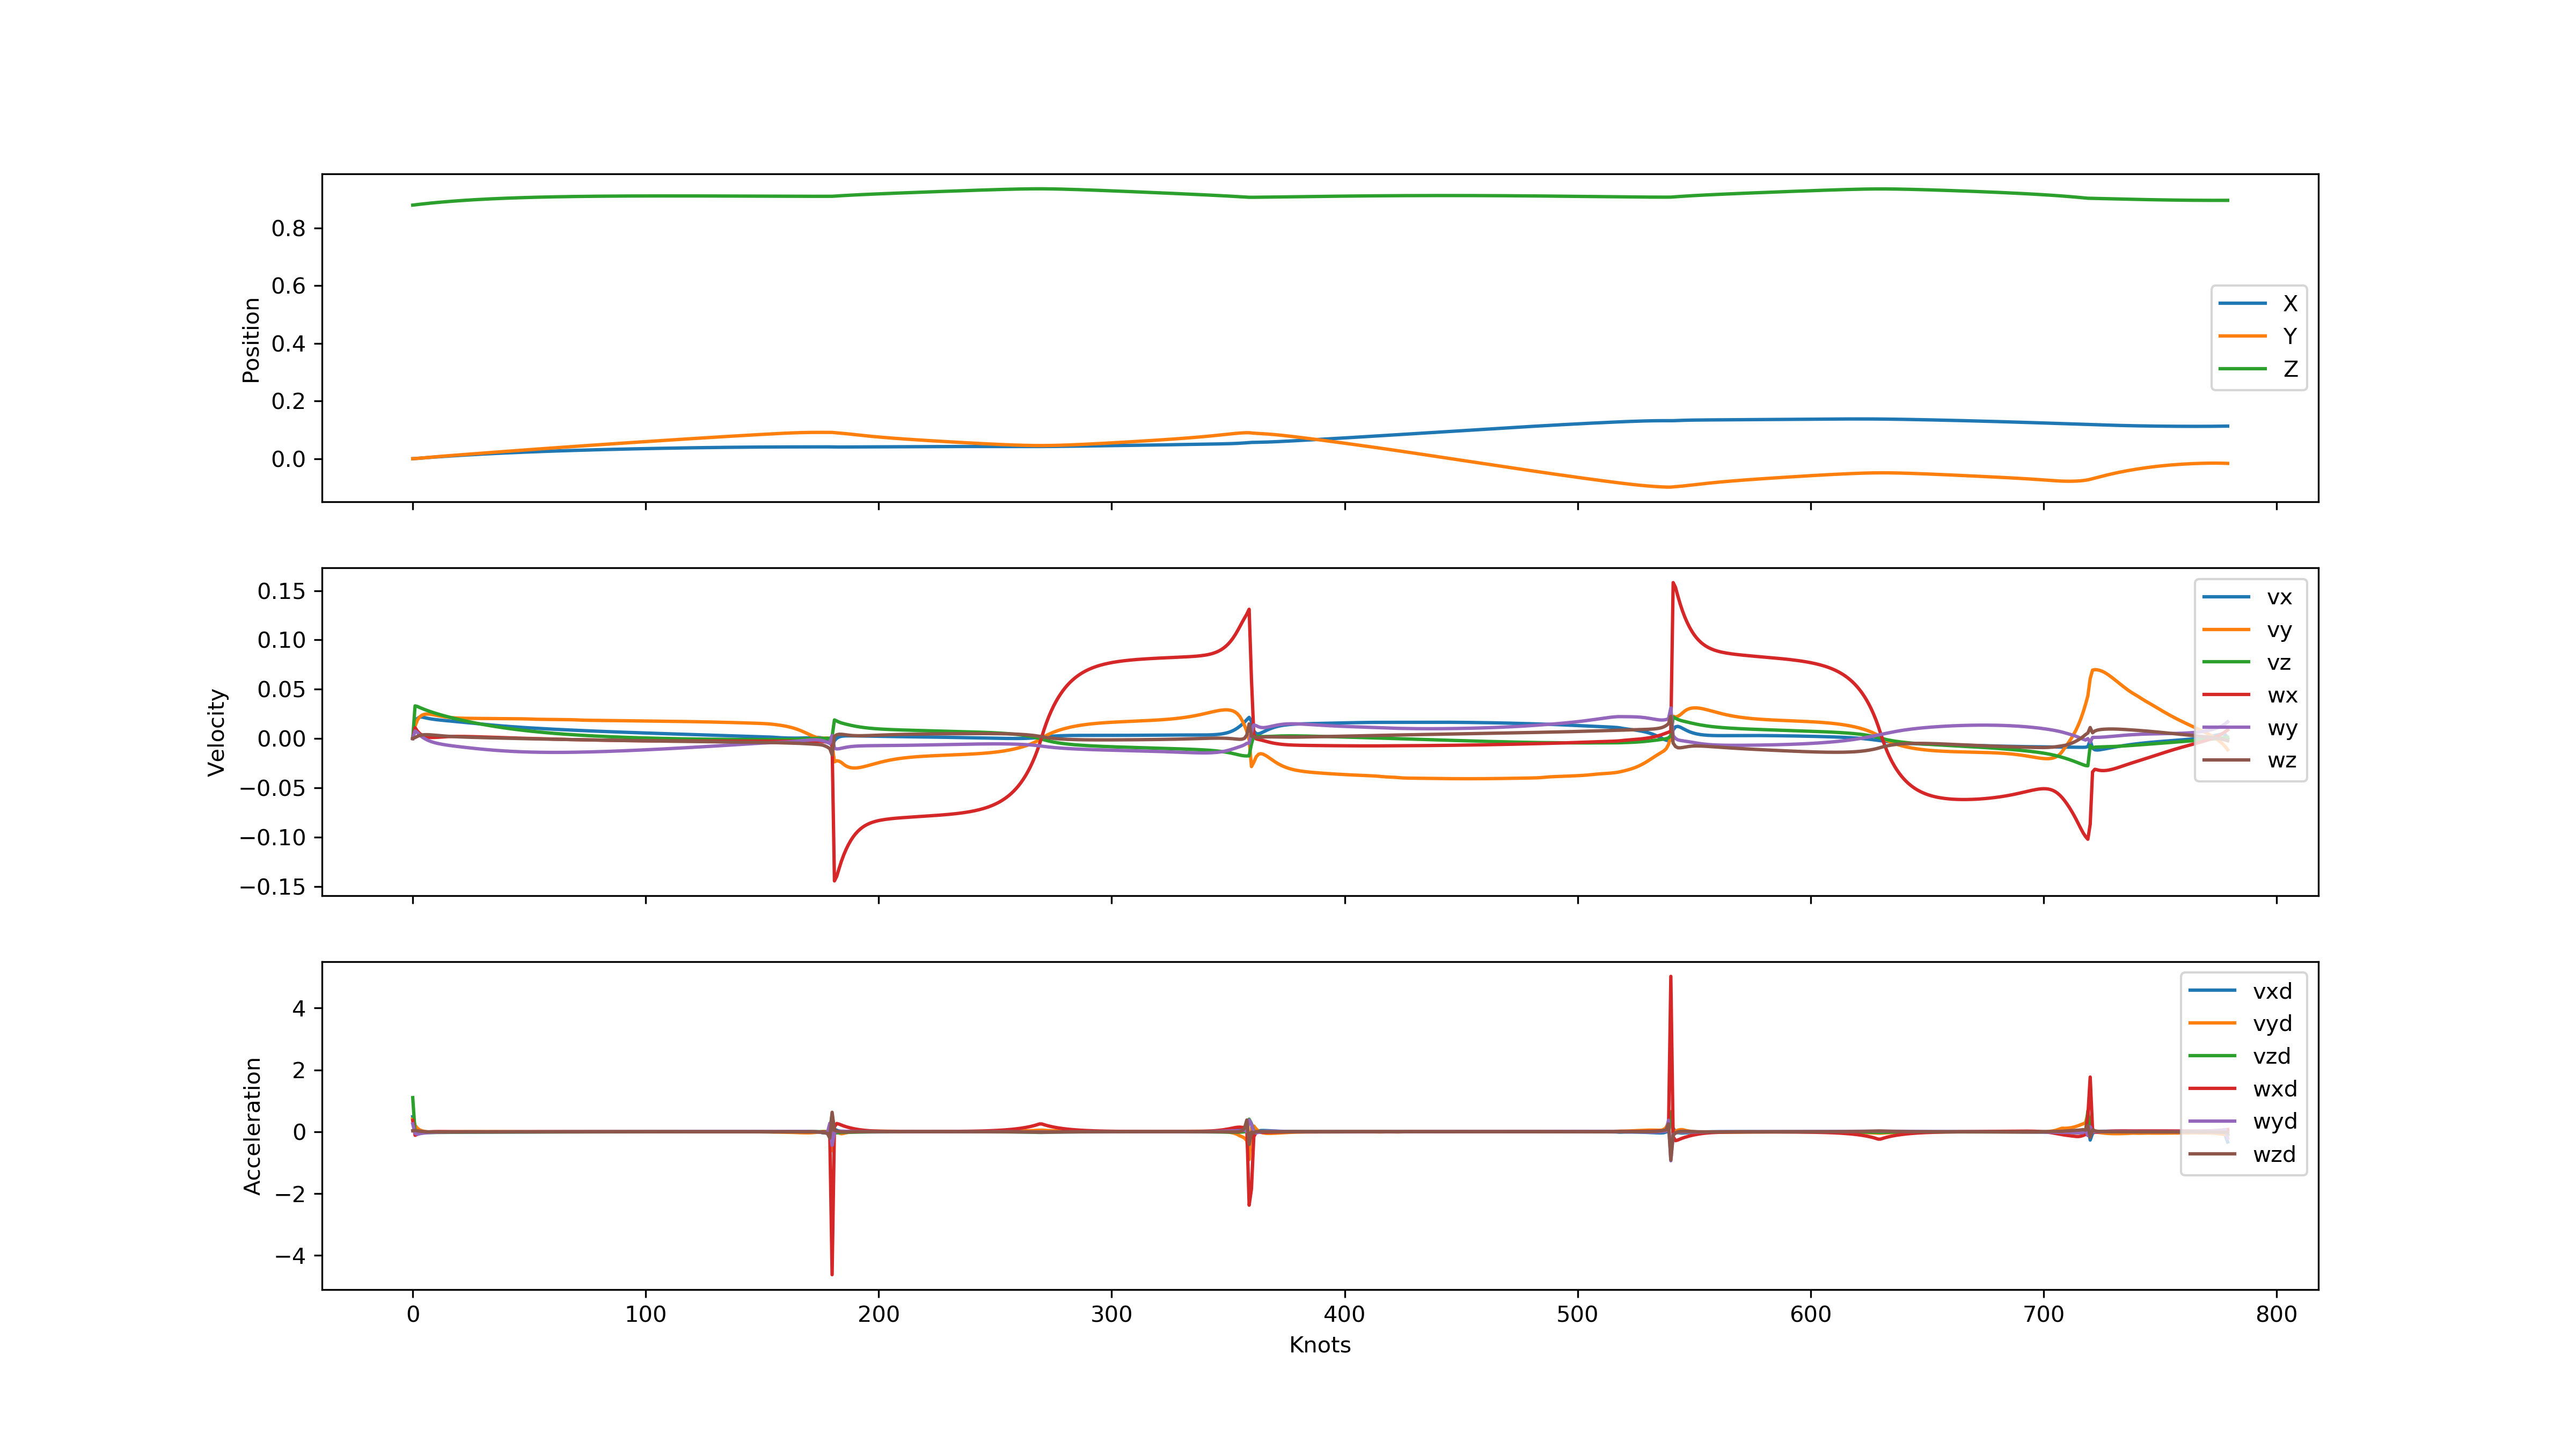 0.8
0.6
0.4
0.2
0.0
Position
X
Y
Z
0.15
0.10
0.05
0.00
−0.05
−0.10
−0.15
Velocity
vx
vy
vz
wx
wy
wz
4
2
0
−2
−4
Acceleration
vxd
vyd
vzd
wxd
wyd
wzd
0 100 200 300 400 500 600 700 800
Knots